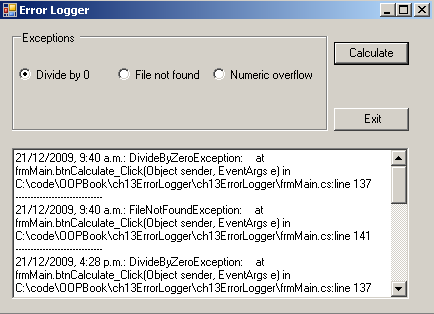 Error Logger
Exceptions
Divide by 0
File not found
Numeric overflow
Calculate
Exit
21/12/2009, 9:40 a.m.: DivideByZeroException: at
frmMain.btnCalculate_Click(Object sender, EventArgs e) in
C:\code\OOPBook\ch13ErrorLogger\ch13ErrorLogger\frmMain.cs:line 137
-----------------------------
21/12/2009, 9:40 a.m.: FileNotFoundException: at
frmMain.btnCalculate_Click(Object sender, EventArgs e) in
C:\code\OOPBook\ch13ErrorLogger\ch13ErrorLogger\frmMain.cs:line 141
-----------------------------
21/12/2009, 4:28 p.m.: DivideByZeroException: at
frmMain.btnCalculate_Click(Object sender, EventArgs e) in
C:\code\OOPBook\ch13ErrorLogger\ch13ErrorLogger\frmMain.cs:line 137